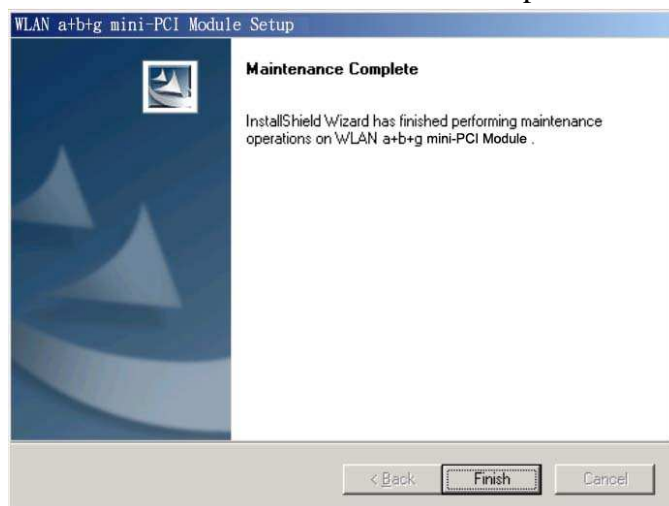 WLAN a+b+g mini-PCI Module Setup
Maintenance Complete
InstallShield Wizard has finished performing maintenance
operations on WLAN a+b+g mini-PCI Module .
< Back
Finish
Cancel